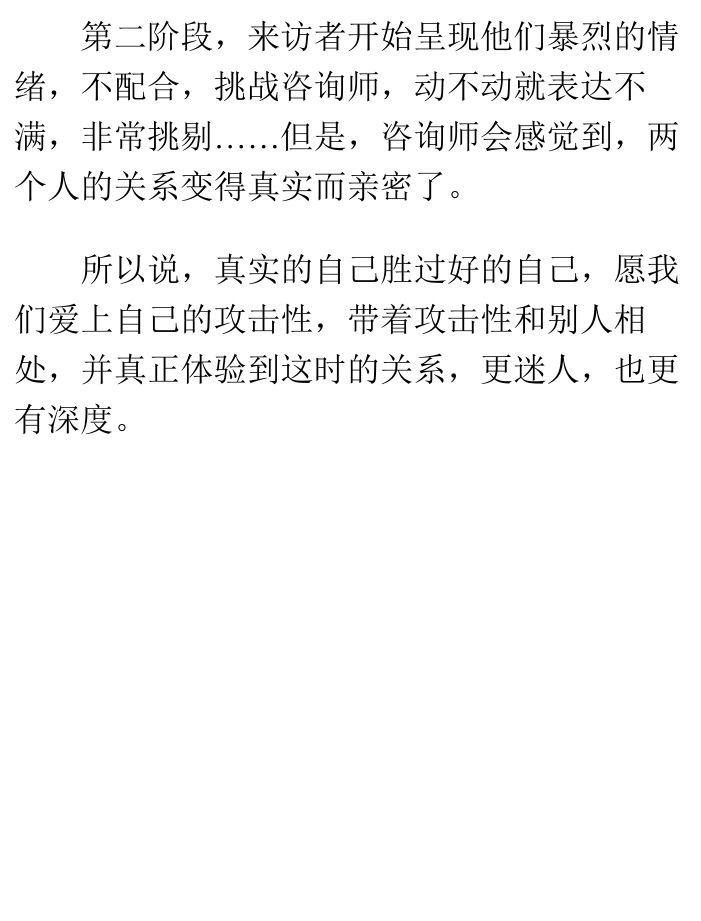 第二阶段，来访者开始呈现他们暴烈的情
绪，不配合，挑战咨询师，动不动就表达不
满，非常挑剔……但是，咨询师会感觉到，两
个人的关系变得真实而亲密了。
所以说，真实的自己胜过好的自己，愿我
们爱上自己的攻击性，带着攻击性和别人相
处，并真正体验到这时的关系，更迷人，也更
有深度。